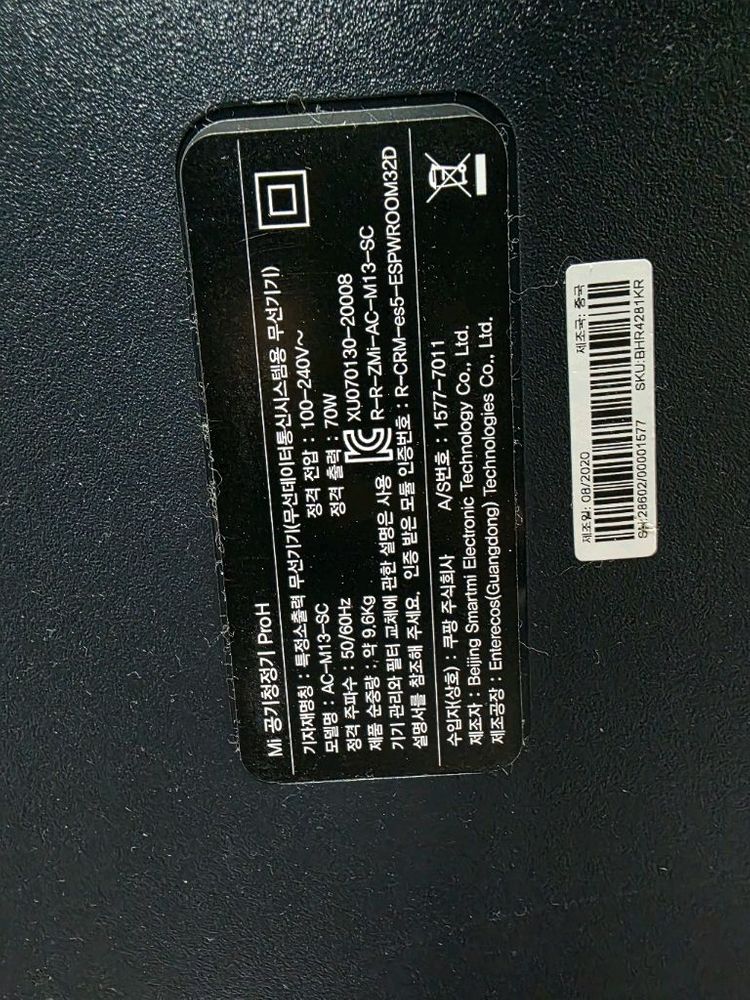 Mi 공기청정기 ProH
기자재명칭 : 특정소출력 무선기기(무선데이터통신시스템용 무선기기)
모델명 : AC-M13-SC 정격 전압 : 100-240V~
정격 주파수 : 50/60Hz 정격 출력 : 70W
제품 순중량 : 약 9.6Kg XU070130-20008
기기 관리와 필터 교체에 관한 설명은 사용 R-R-ZMi-AC-M13-SC
설명서를 참조해 주세요. 인증 받은 모듈 인증번호 : R-CRM-es5-ESPWROOM32D
수입자(상호) : 쿠팡 주식회사 A/S번호 : 1577-7011
제조자 : Beijing Smartmi Electronic Technology Co., Ltd.
제조공장 : Enterecos(Guangdong) Technologies Co., Ltd.
제조일: 08/2020 제조국: 중국
SN:28602/00001577 SKU:BHR4281KR